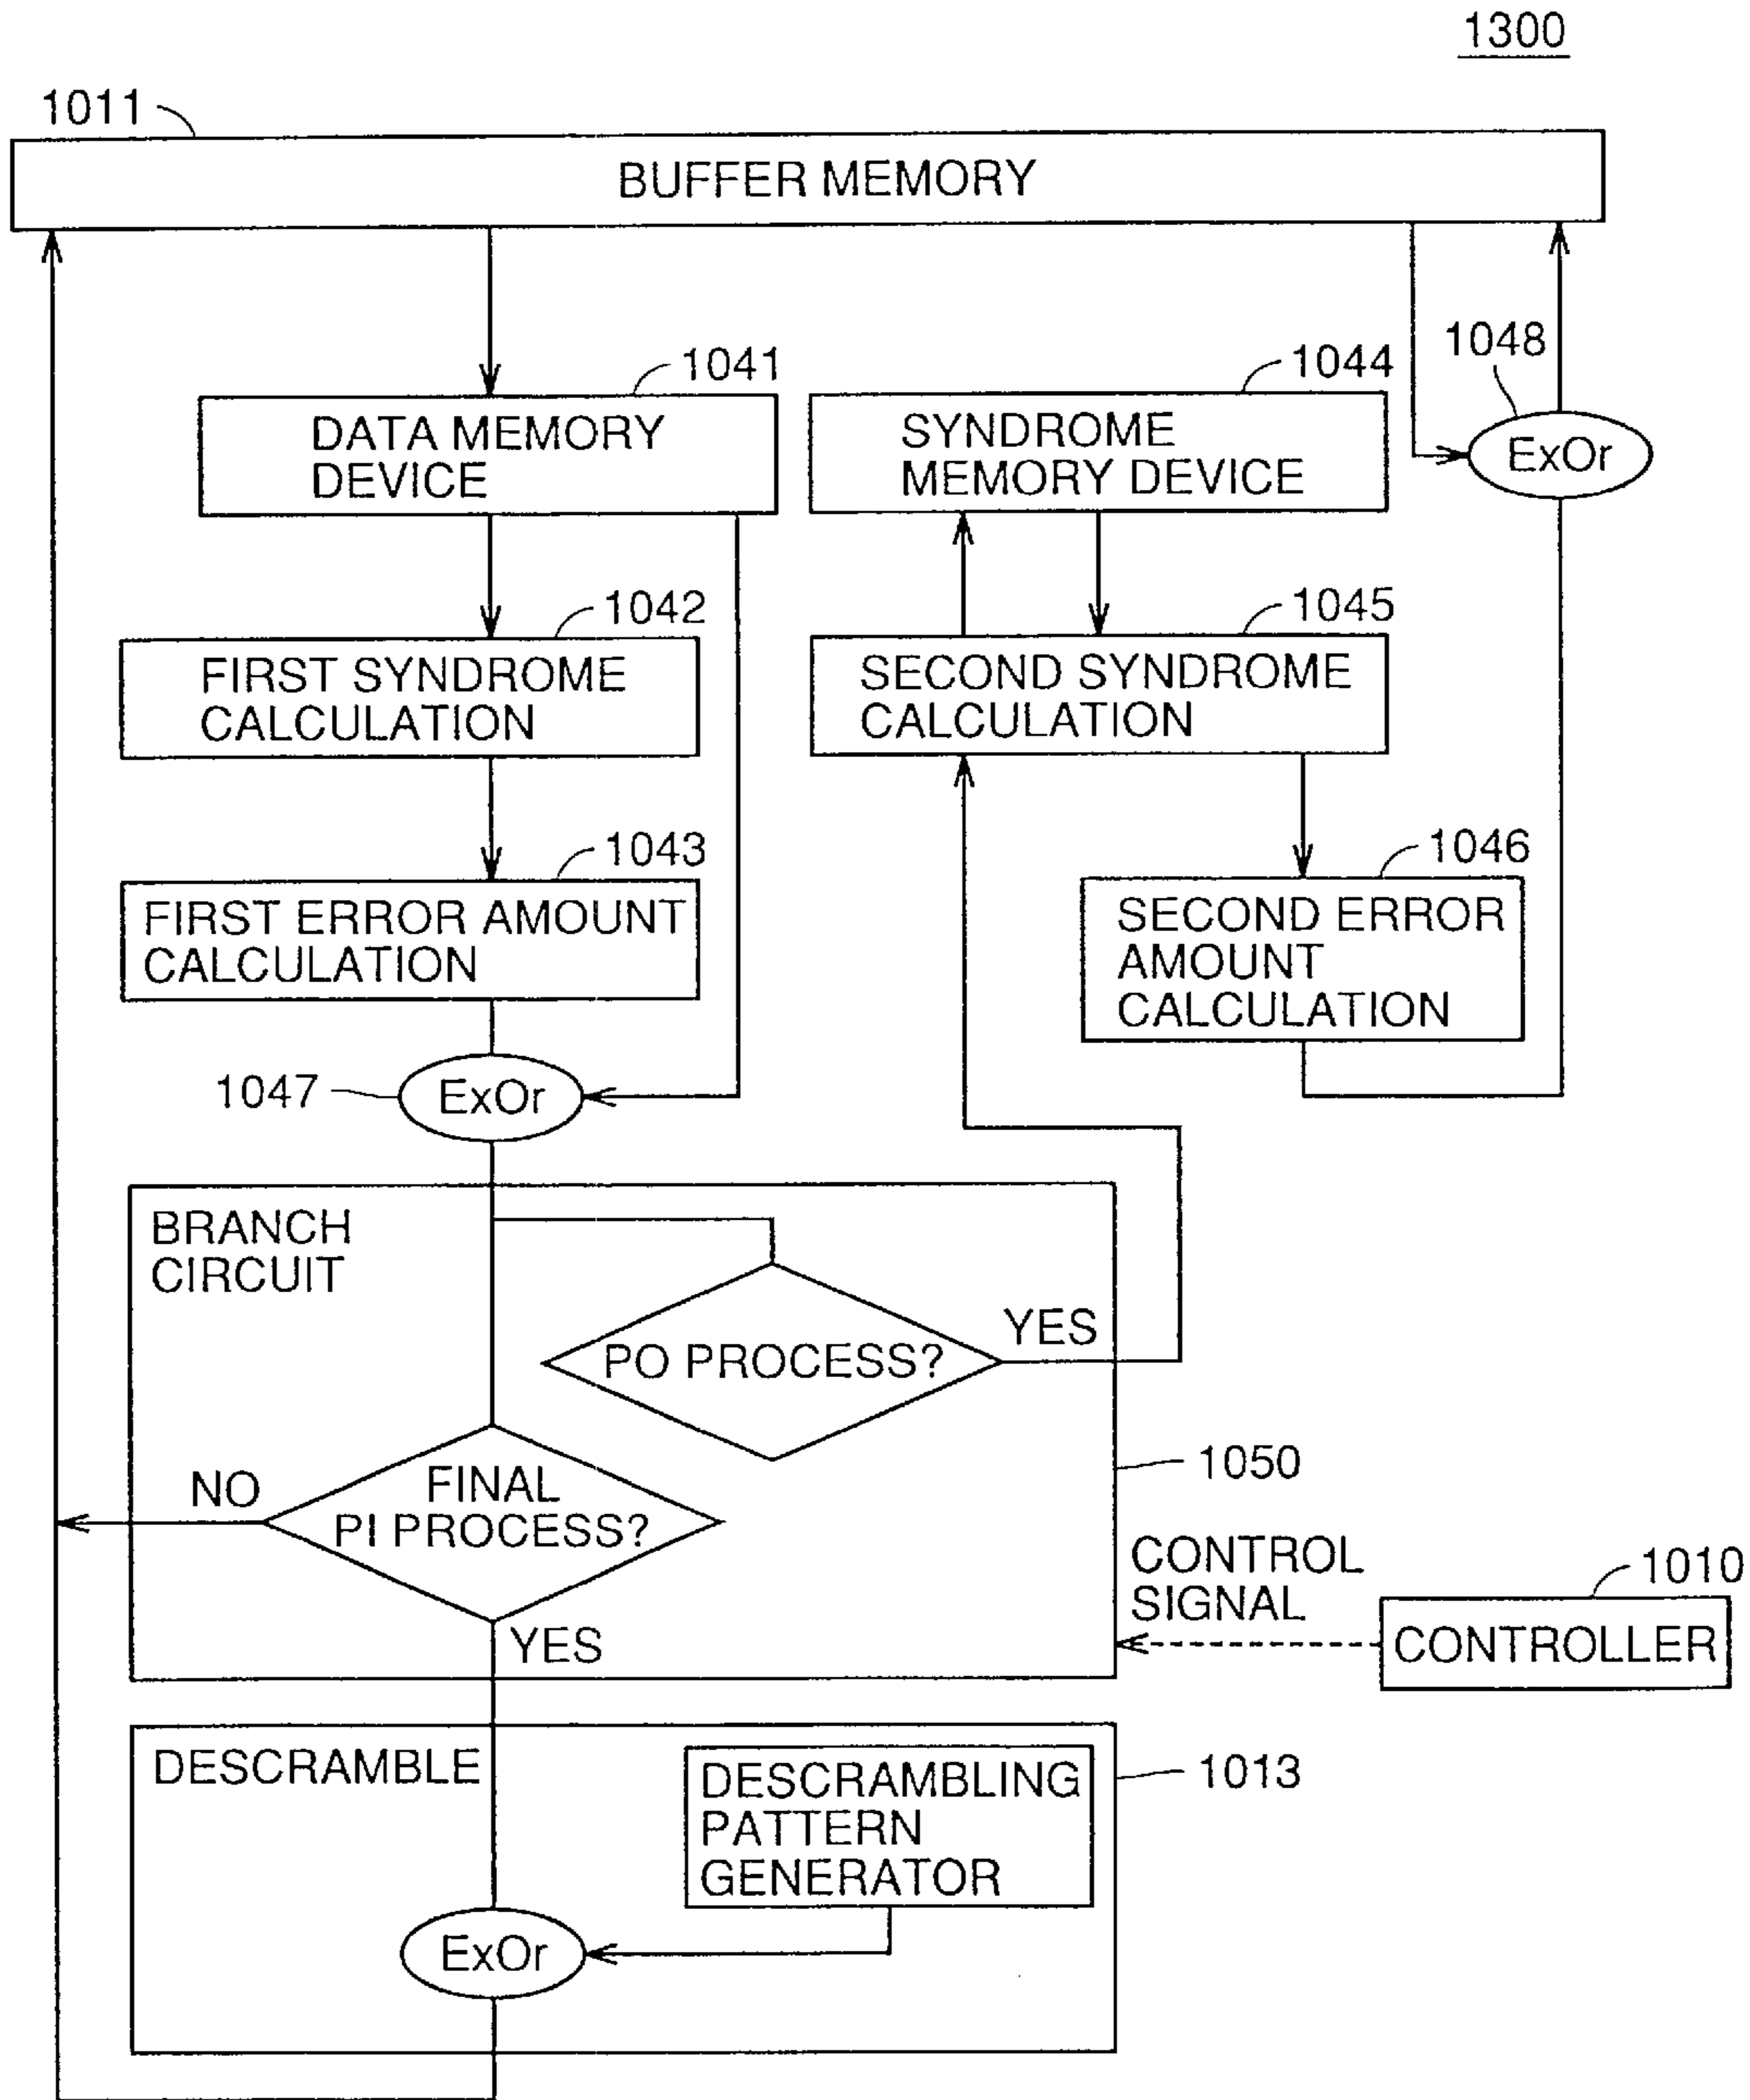 1300
1011
BUFFER MEMORY
1041
DATA MEMORY
DEVICE
1044
SYNDROME
MEMORY DEVICE
1048
ExOr
1042
FIRST SYNDROME
CALCULATION
1045
SECOND SYNDROME
CALCULATION
1043
FIRST ERROR AMOUNT
CALCULATION
1046
SECOND ERROR
AMOUNT
CALCULATION
1047
ExOr
BRANCH
CIRCUIT
PO PROCESS?
YES
FINAL
PI PROCESS?
NO
YES
1050
CONTROL
SIGNAL
1010
CONTROLLER
DESCRAMBLE
DESCRAMBLING
PATTERN
GENERATOR
1013
ExOr